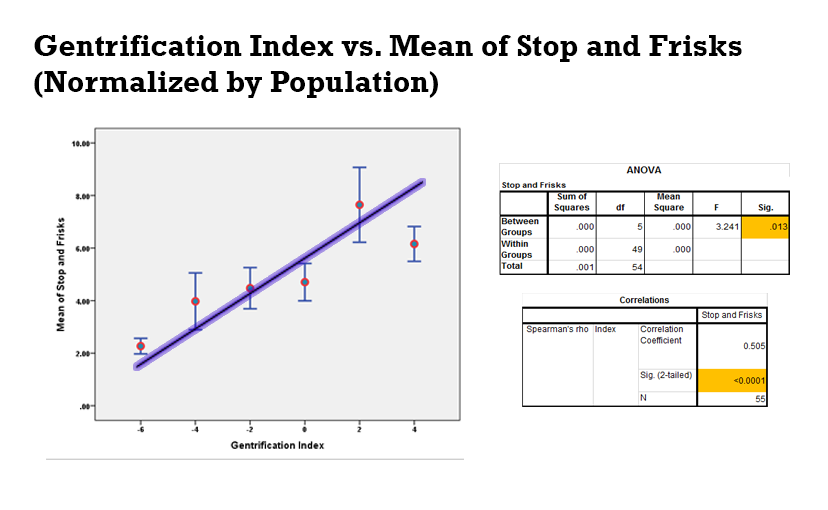 Gentrification Index vs. Mean of Stop and Frisks
(Normalized by Population)
Mean of Stop and Frisks
10.00
8.00
6.00
4.00
2.00
.00
-6 -4 -2 0 2 4
Gentrification Index
ANOVA
Stop and Frisks
Sum of Squares df Mean Square F Sig.
Between Groups .000 5 .000 3.241 .013
Within Groups .000 49 .000
Total .001 54
Correlations
Stop and Frisks
Spearman's rho Index Correlation Coefficient 0.505
Sig. (2-tailed) <0.0001
N 55